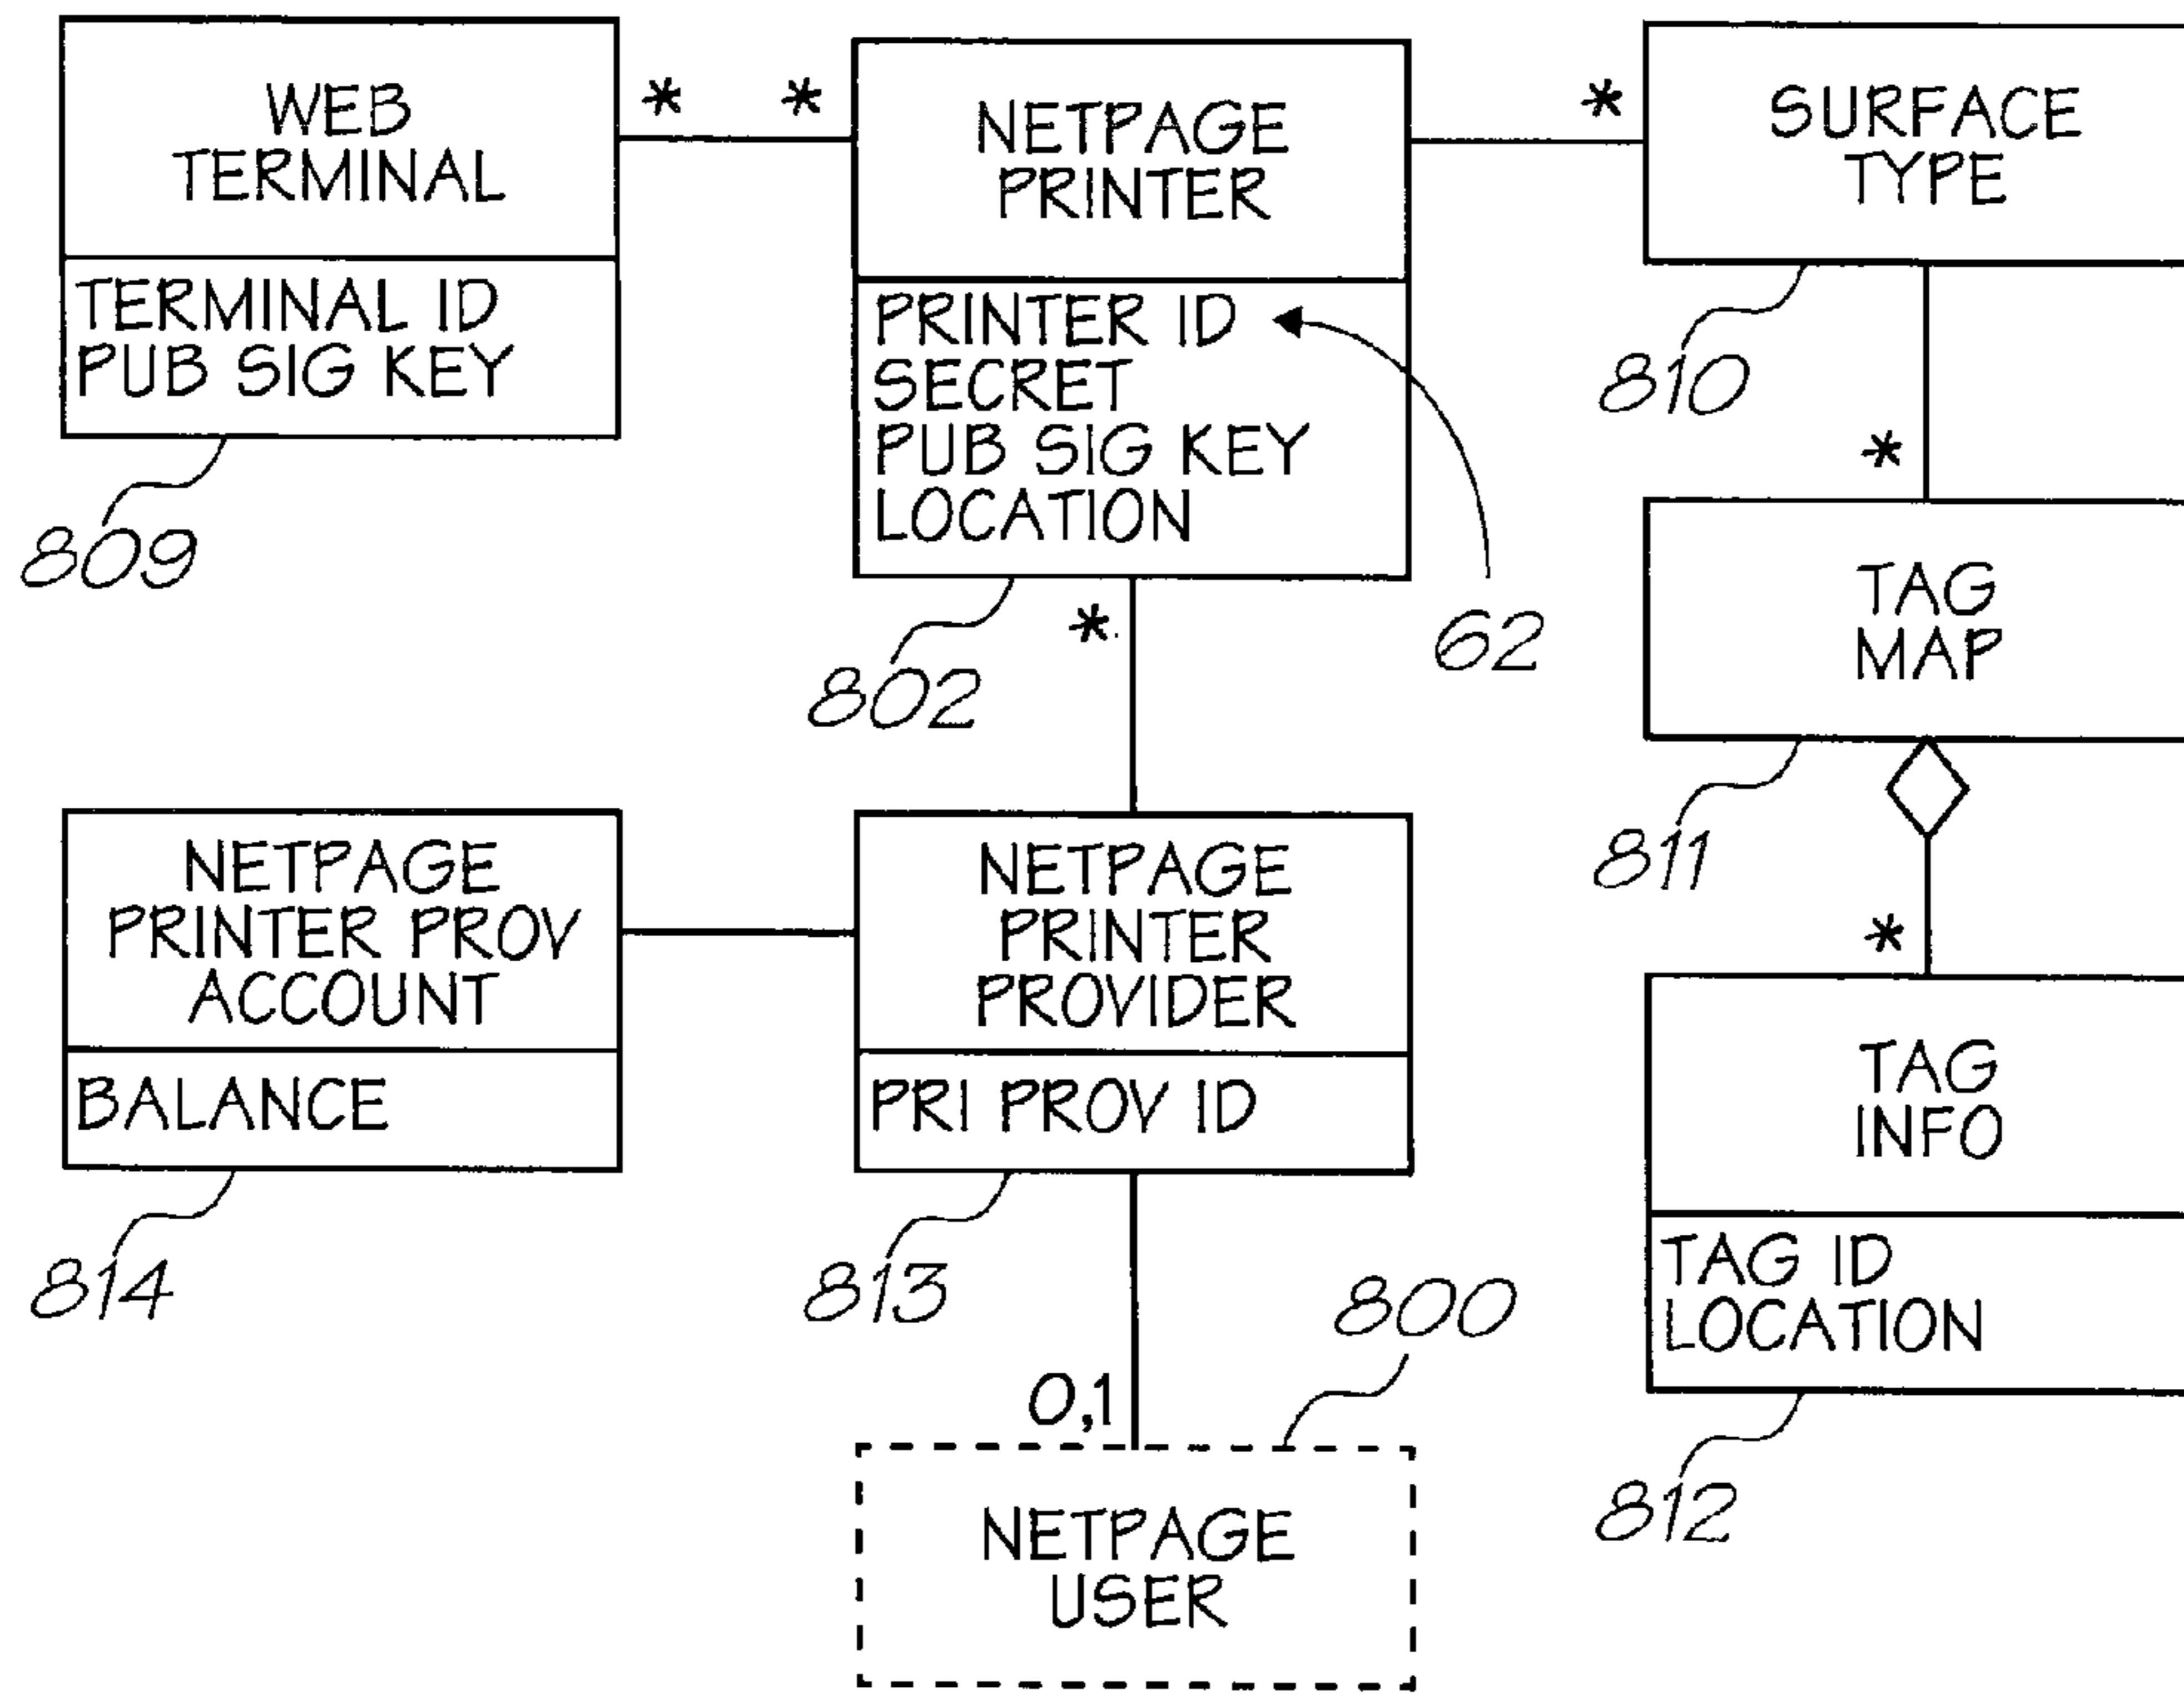 WEB
TERMINAL
TERMINAL ID
PUB SIG KEY
809
*
*
NETPAGE
PRINTER
PRINTER ID
SECRET
PUB SIG KEY
LOCATION
802
62
*
*
SURFACE
TYPE
810
*
TAG
MAP
811
*
TAG
INFO
TAG ID
LOCATION
812
NETPAGE
PRINTER PROV
ACCOUNT
BALANCE
814
NETPAGE
PRINTER
PROVIDER
PRI PROV ID
813
0,1
800
NETPAGE
USER